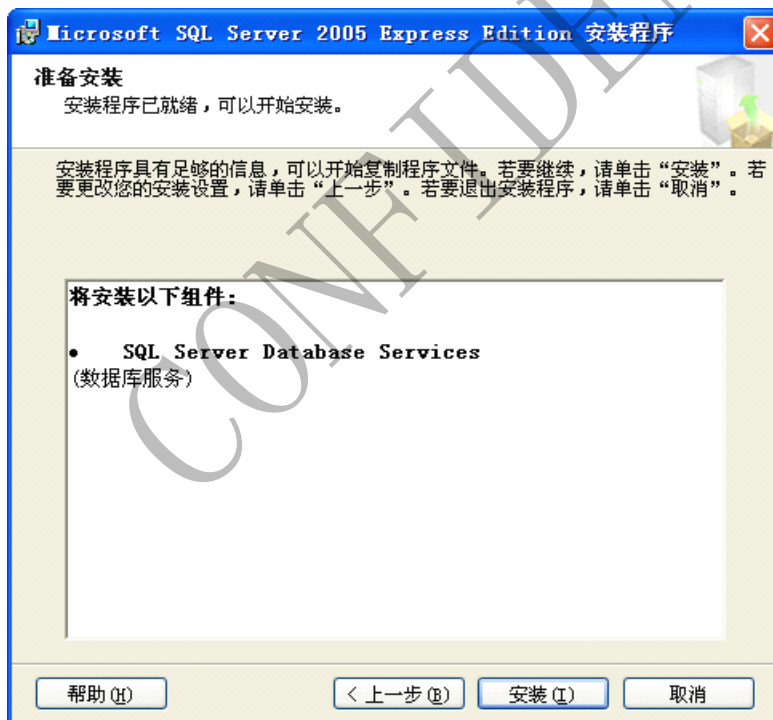 Microsoft SQL Server 2005 Express Edition 安装程序
准备安装
安装程序已就绪，可以开始安装。
安装程序具有足够的信息，可以开始复制程序文件。若要继续，请单击“安装”。若
要更改您的安装设置，请单击“上一步”。若要退出安装程序，请单击“取消”。
将安装以下组件:
• SQL Server Database Services
(数据库服务)
帮助(H) < 上一步(B) 安装(I) 取消
CONFIDE